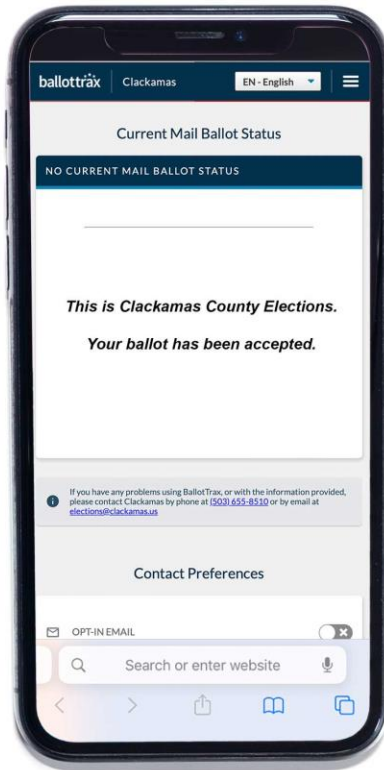 ballottrax Clackamas EN - English
Current Mail Ballot Status
NO CURRENT MAIL BALLOT STATUS
This is Clackamas County Elections.
Your ballot has been accepted.
If you have any problems using BallotTrax, or with the information provided,
please contact Clackamas by phone at (503) 655-8510 or by email at
elections@clackamas.us
Contact Preferences
OPT-IN EMAIL
Search or enter website